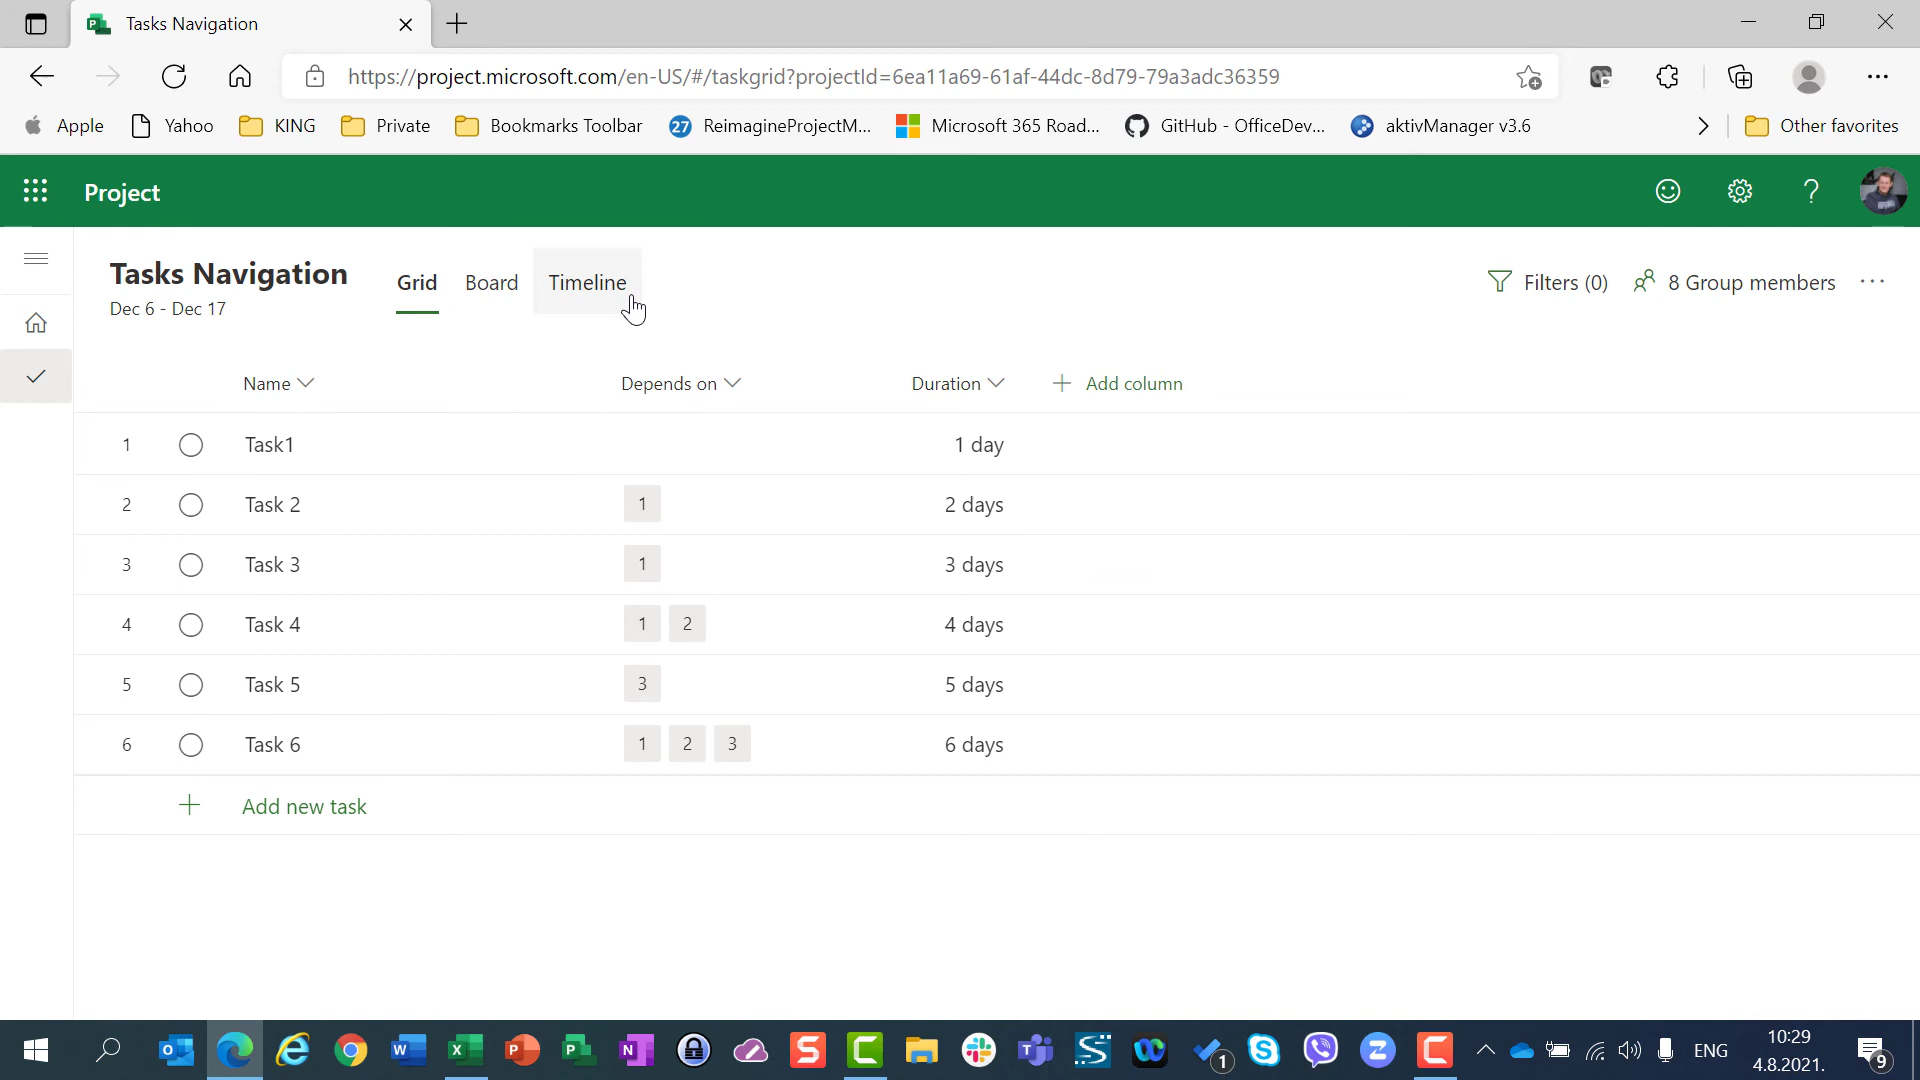 Tasks Navigation
https://project.microsoft.com/en-US/#/taskgrid?projectId=6ea11a69-61af-44dc-8d79-79a3adc36359
Apple Yahoo KING Private Bookmarks Toolbar 27 ReimagineProjectM... Microsoft 365 Road... GitHub - OfficeDev... aktivManager v3.6 Other favorites
Project
Tasks Navigation Grid Board Timeline Filters (0) 8 Group members
Dec 6 - Dec 17
Name Depends on Duration Add column
1 Task1 1 day
2 Task 2 1 2 days
3 Task 3 1 3 days
4 Task 4 1 2 4 days
5 Task 5 3 5 days
6 Task 6 1 2 3 6 days
Add new task
1 ENG 10:29
4.8.2021. 9